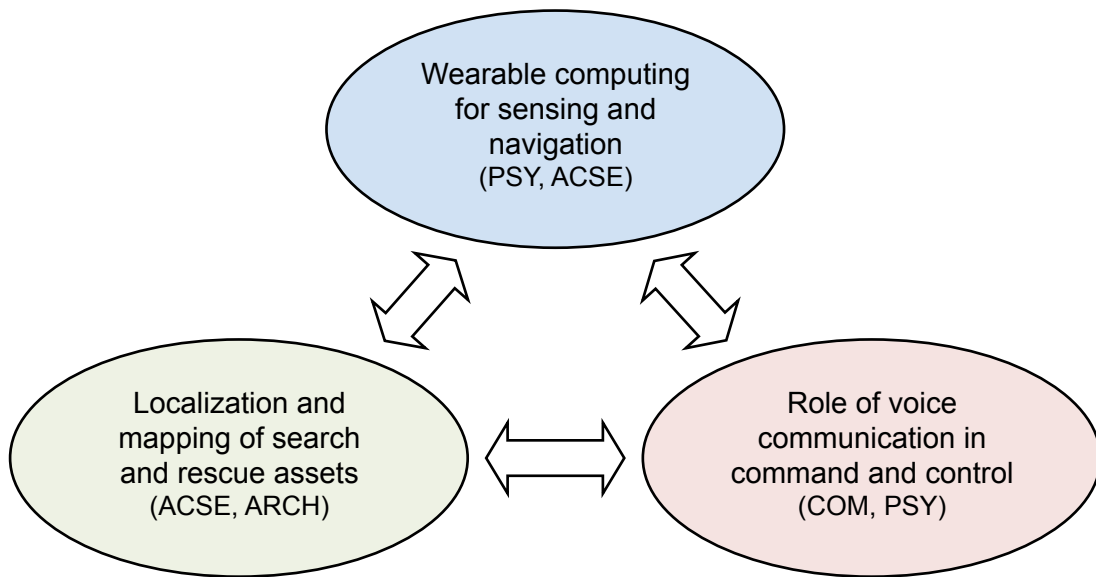 Wearable computing
for sensing and
navigation
(PSY, ACSE)
Localization and
mapping of search
and rescue assets
(ACSE, ARCH)
Role of voice
communication in
command and control
(COM, PSY)